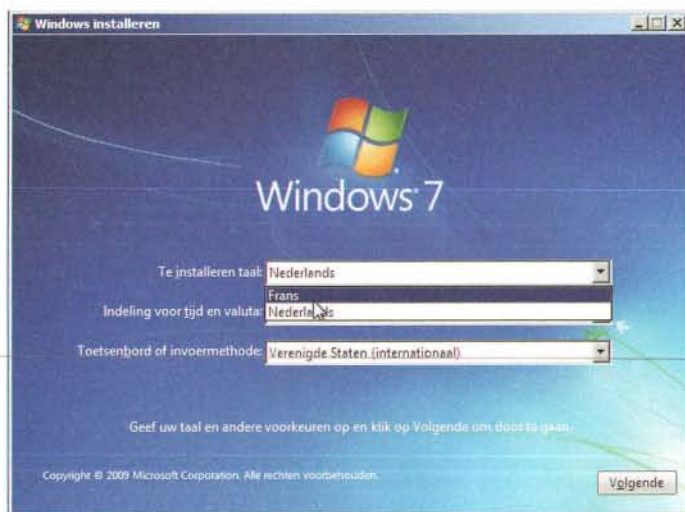 Windows installeren
Windows 7
Te installeren taal: Nederlands
Frans
Indeling voor tijd en valuta: Nederlands
Toetsenbord of invoermethode: Verenigde Staten (internationaal)
Geef uw taal en andere voorkeuren op en klik op Volgende om door te gaan.
Copyright © 2009 Microsoft Corporation. Alle rechten voorbehouden.
Volgende